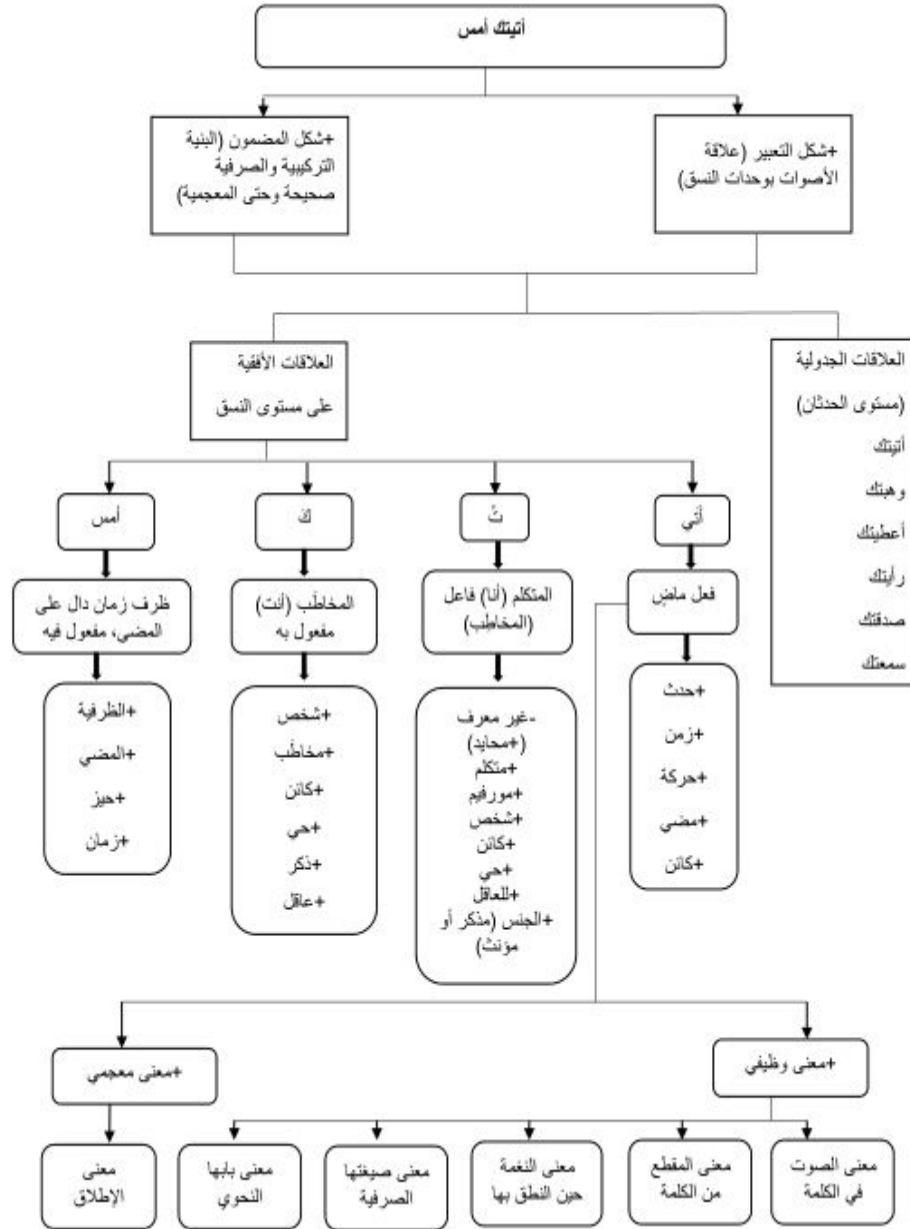 أتيتك أمس
+شكل التعبير (علاقة
الأصوات بوحدات النسق)
+شكل المضمون (البنية
التركيبية والصرفية
صحيحة وحتى المعجمية)
العلاقات الجدولية
(مستوى الحدثان)
أتيتك
وهبتك
أعطيتك
رأيتك
صدقتك
سمعتك
العلاقات الأفقية
على مستوى النسق
أَتَي
تُ
كَ
أمس
فعل ماضٍ
المتكلم (أنا) فاعل
(المخاطِب)
المخاطَب (أنت)
مفعول به
ظرف زمان دال على
المضي، مفعول فيه
+حدث
+زمن
+حركة
+مضي
+كائن
-غير معرف
(+محايد)
+متكلم
+مورفيم
+شخص
+كائن
+حي
+للعاقل
+الجنس (مذكر أو
مؤنث)
+شخص
+مخاطَب
+كائن
+حي
+ذكر
+عاقل
+الظرفية
+المضي
+حيز
+زمان
+معنى وظيفي
+معنى معجمي
معنى الصوت
في الكلمة
معنى المقطع
من الكلمة
معنى النغمة
حين النطق بها
معنى صيغتها
الصرفية
معنى بابها
النحوي
معنى
الإطلاق